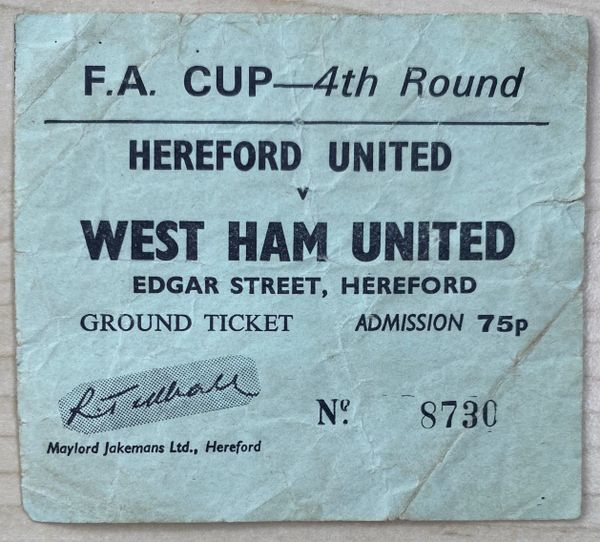 F.A. CUP—4th Round
HEREFORD UNITED
v
WEST HAM UNITED
EDGAR STREET, HEREFORD
GROUND TICKET ADMISSION 75p
Nº. 8730
Maylord Jakemans Ltd., Hereford